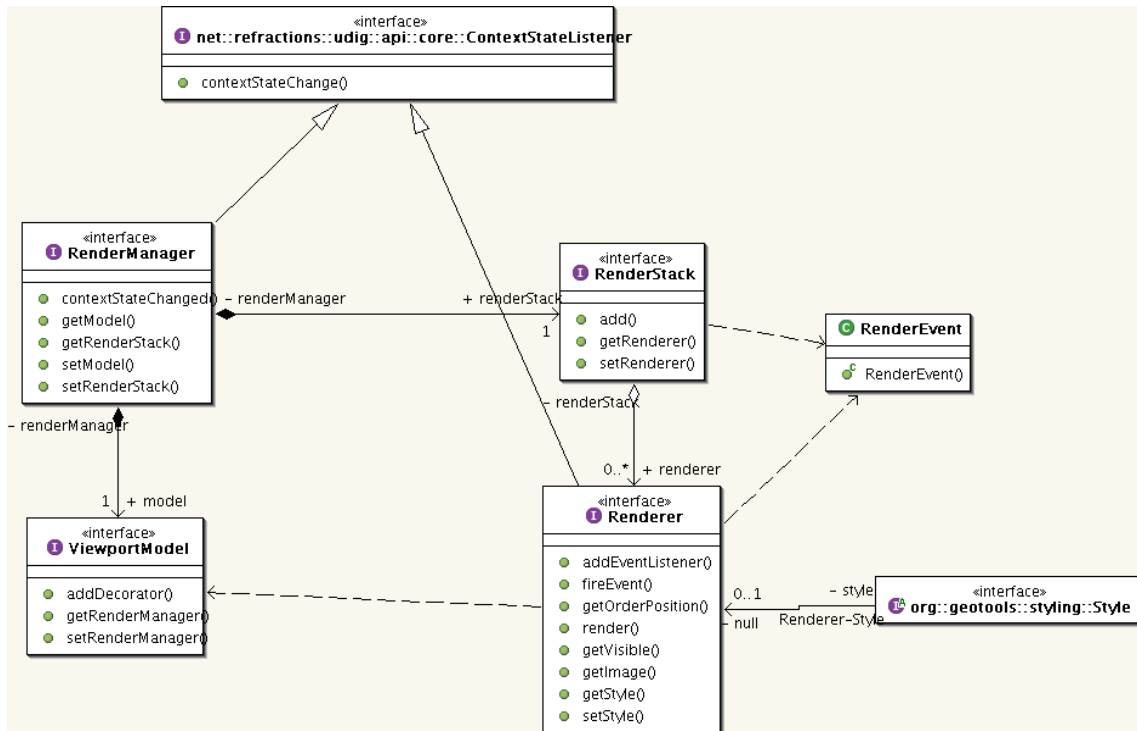 «interface»
I net::refractions::udig::api::core::ContextStateListener
contextStateChange()
«interface»
I RenderManager
contextStateChanged()
getModel()
getRenderStack()
setModel()
setRenderStack()
– renderManager
+ renderStack
1
«interface»
I RenderStack
add()
getRenderer()
setRenderer()
C RenderEvent
C RenderEvent()
– renderManager
1 + model
– renderStack
0..* + renderer
«interface»
I ViewportModel
addDecorator()
getRenderManager()
setRenderManager()
«interface»
I Renderer
addEventListener()
fireEvent()
getOrderPosition()
render()
getVisible()
getImage()
getStyle()
setStyle()
0..1
– null
– style
Renderer–Style
«interface»
I A org::geotools::styling::Style